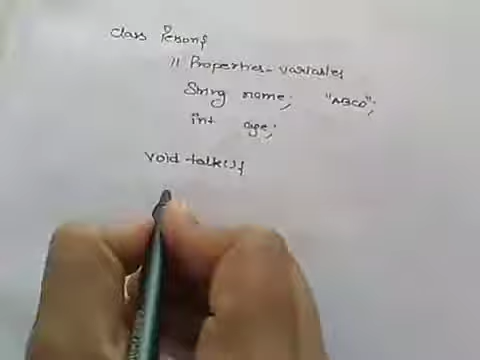 class Person{
// Properties - variables
String name; "ABCD";
int age;
void talk(){